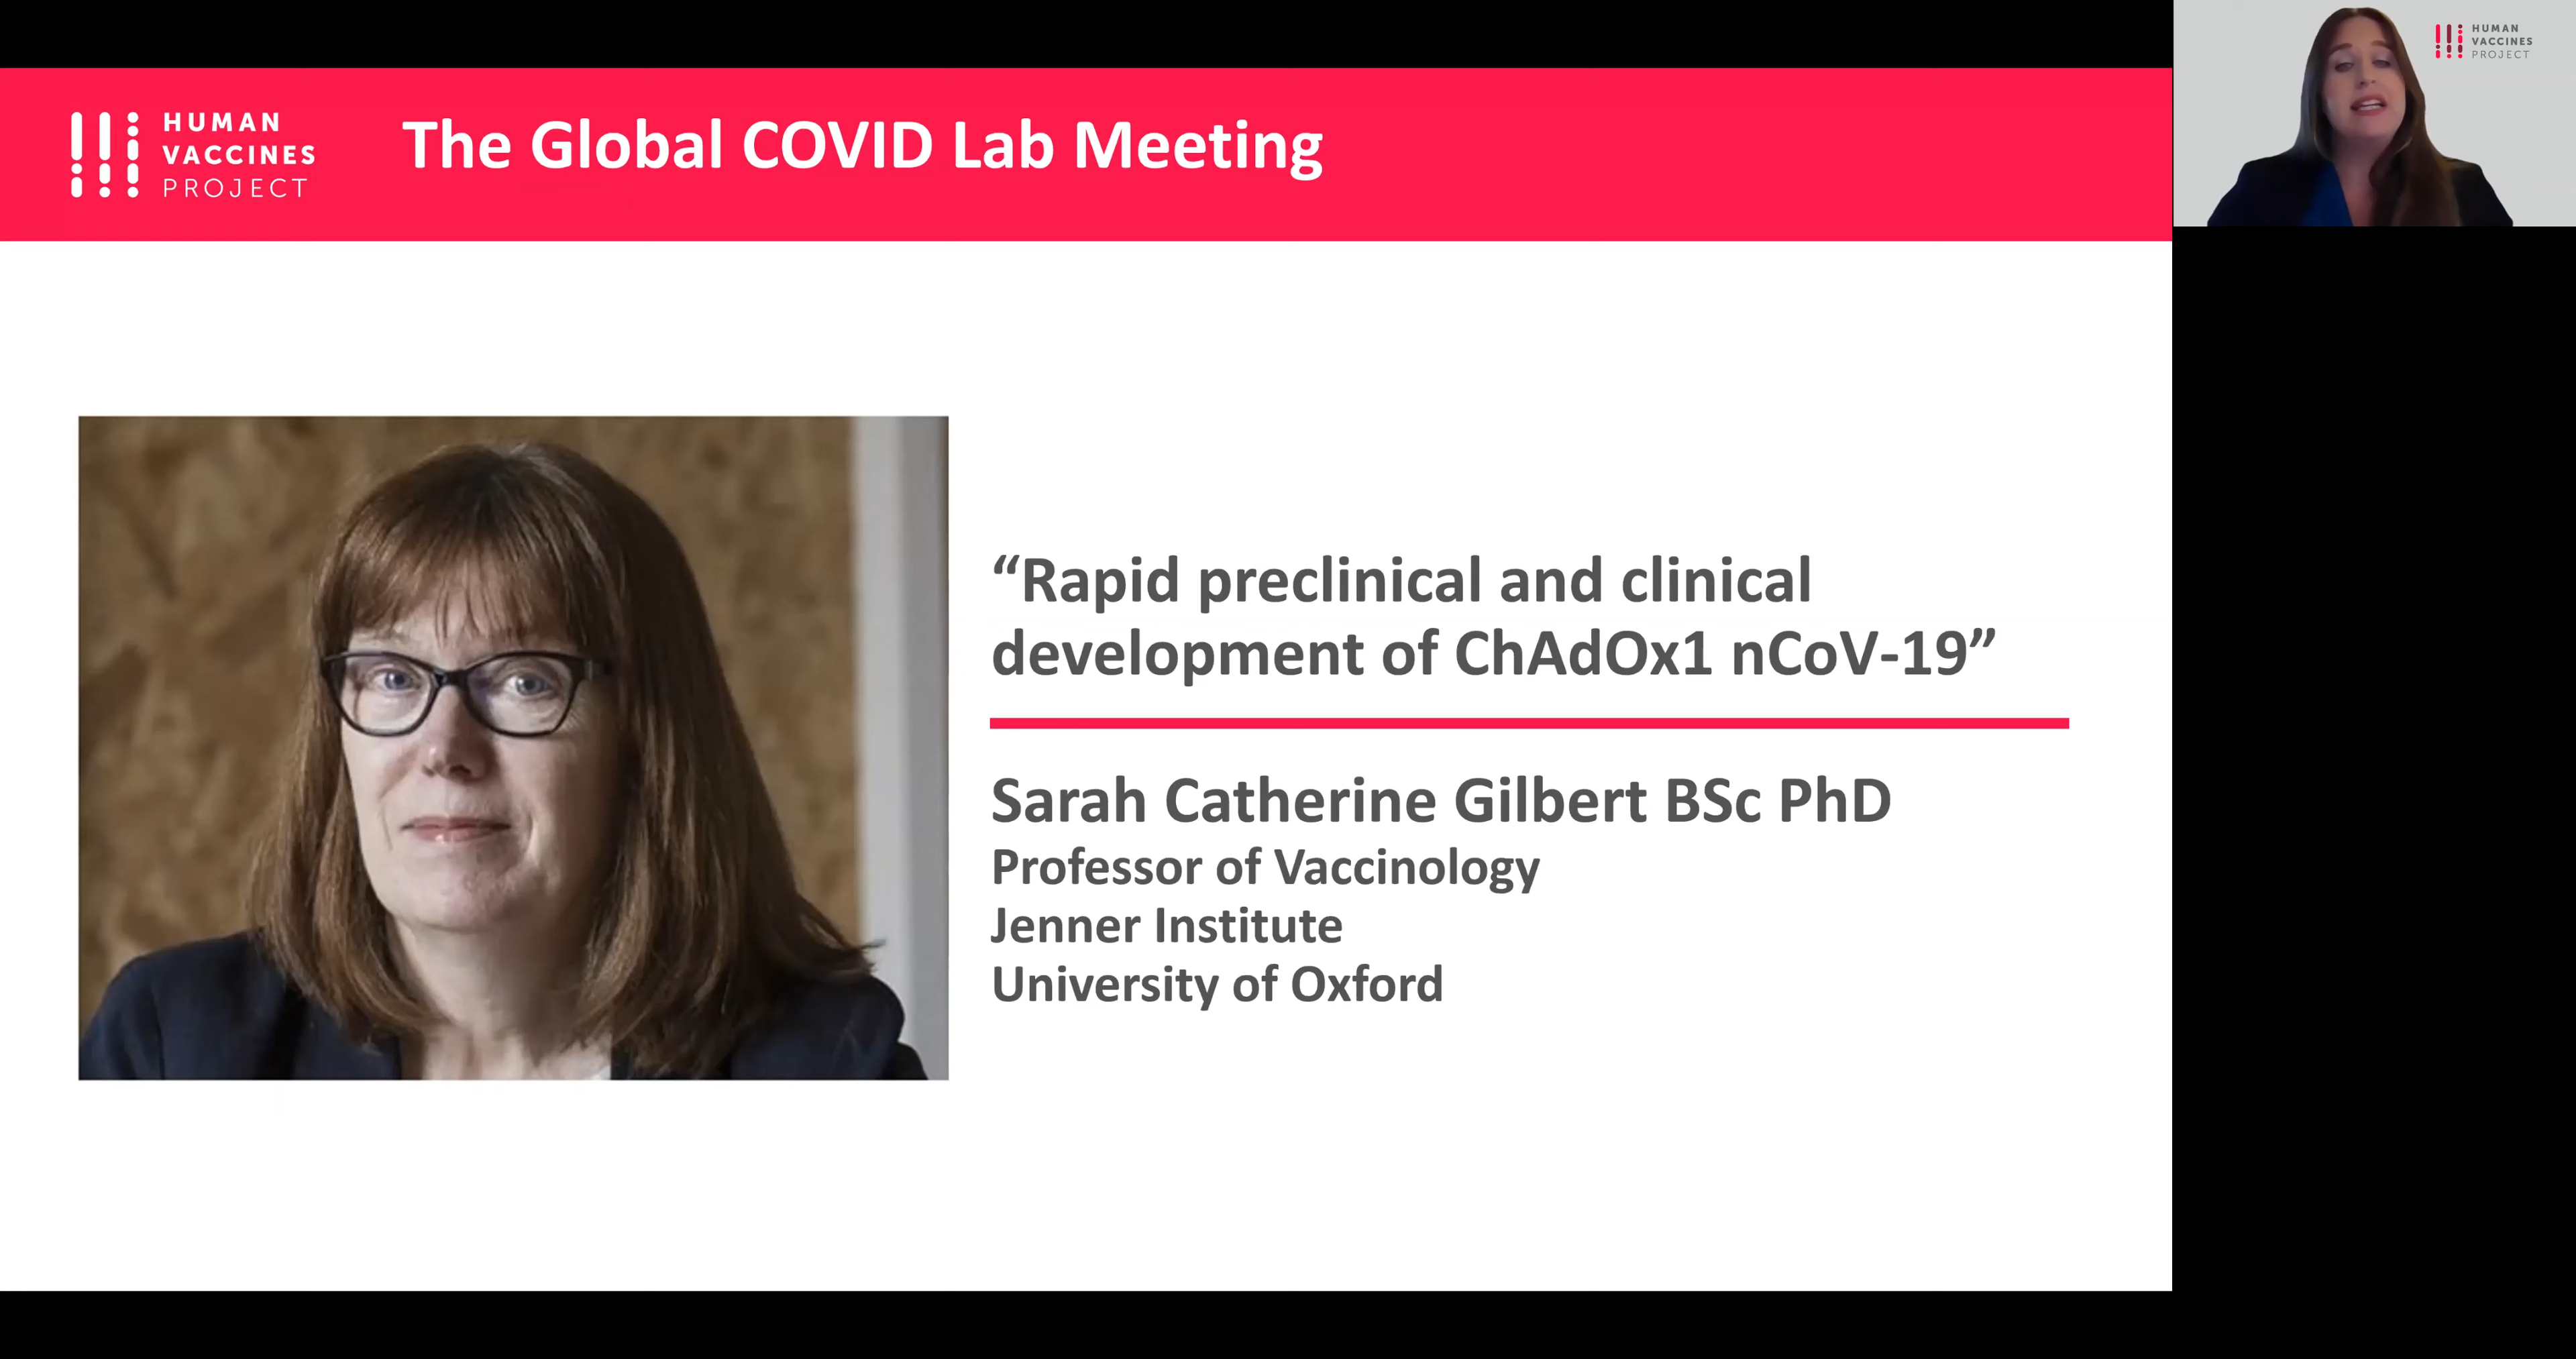 HUMAN
VACCINES
PROJECT
The Global COVID Lab Meeting
HUMAN
VACCINES
PROJECT
“Rapid preclinical and clinical
development of ChAdOx1 nCoV-19”
Sarah Catherine Gilbert BSc PhD
Professor of Vaccinology
Jenner Institute
University of Oxford